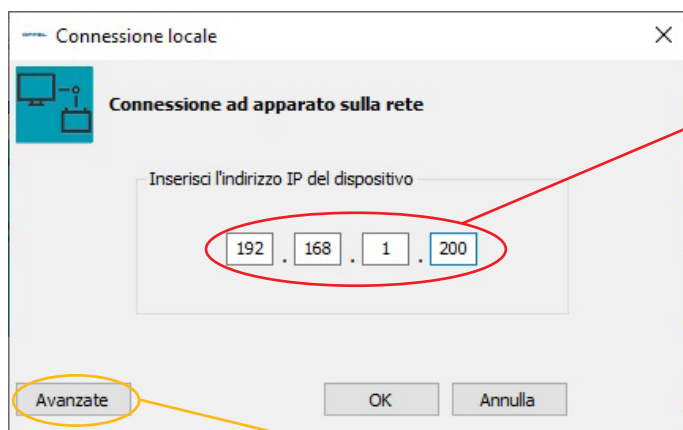 Connessione locale
Connessione ad apparato sulla rete
Inserisci l'indirizzo IP del dispositivo
192 . 168 . 1 . 200
Avanzate OK Annulla